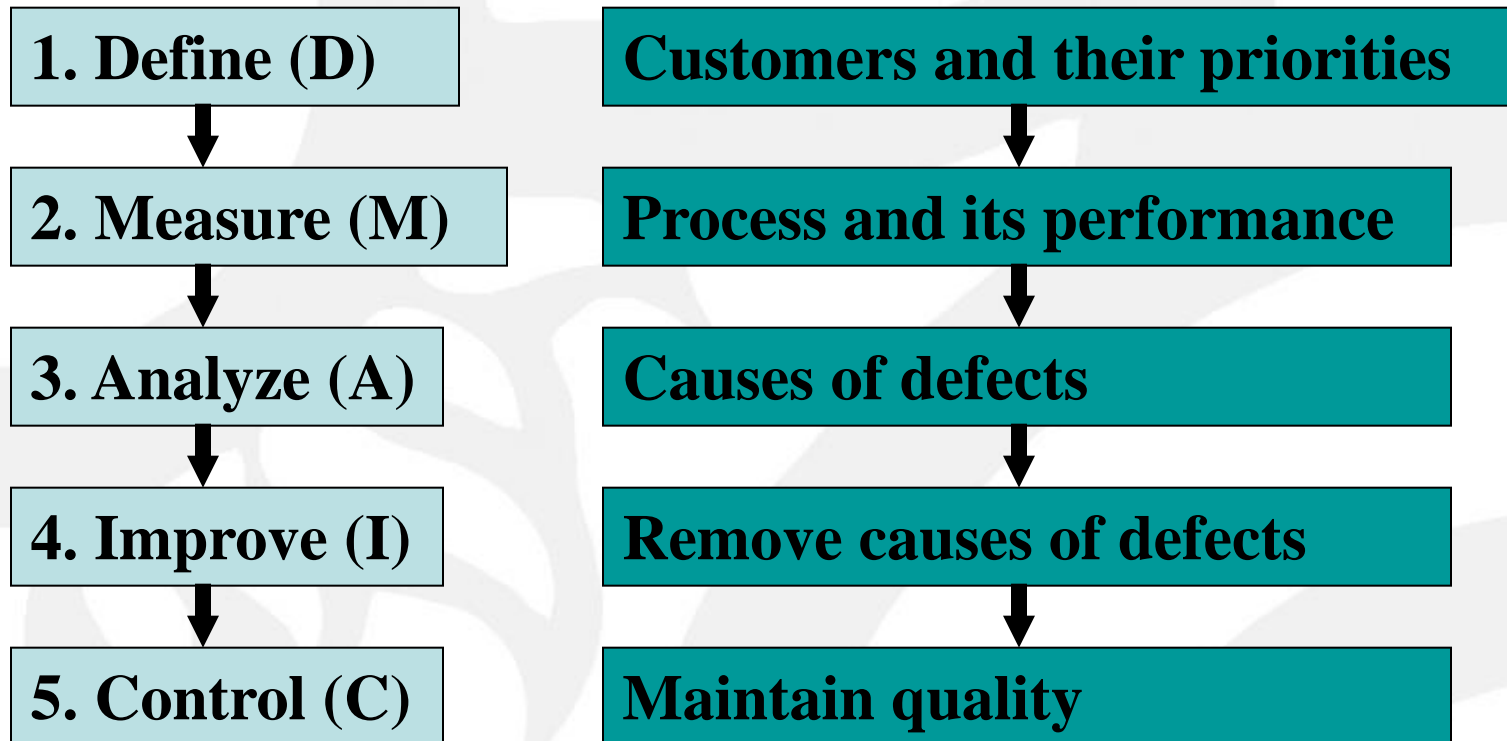 1. Define (D)
Customers and their priorities
2. Measure (M)
Process and its performance
3. Analyze (A)
Causes of defects
4. Improve (I)
Remove causes of defects
5. Control (C)
Maintain quality